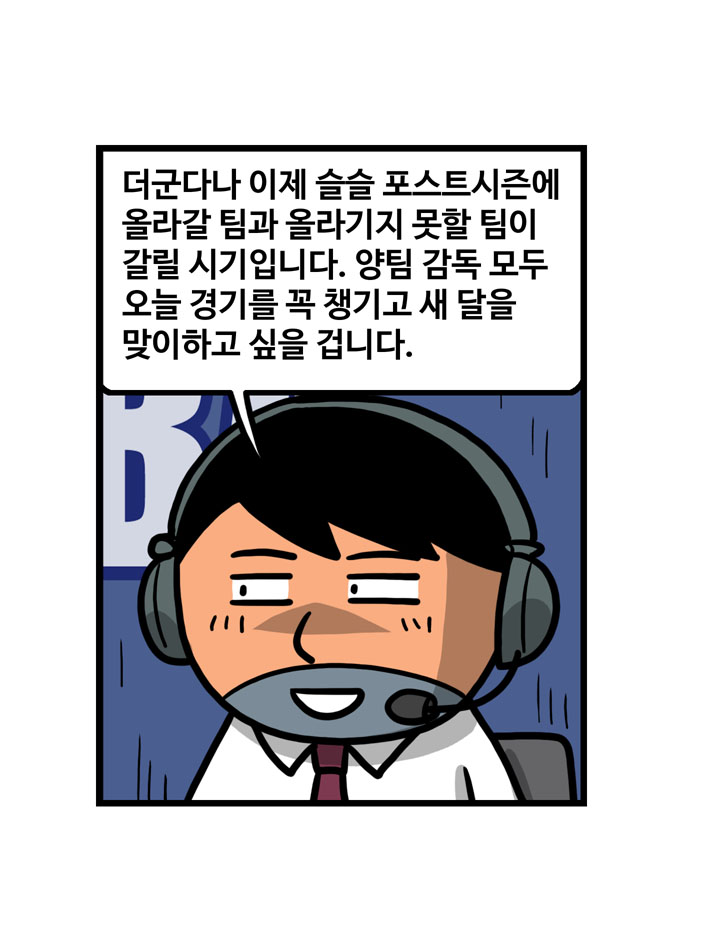 더군다나 이제 슬슬 포스트시즌에
올라갈 팀과 올라기지 못할 팀이
갈릴 시기입니다. 양팀 감독 모두
오늘 경기를 꼭 챙기고 새 달을
맞이하고 싶을 겁니다.
B